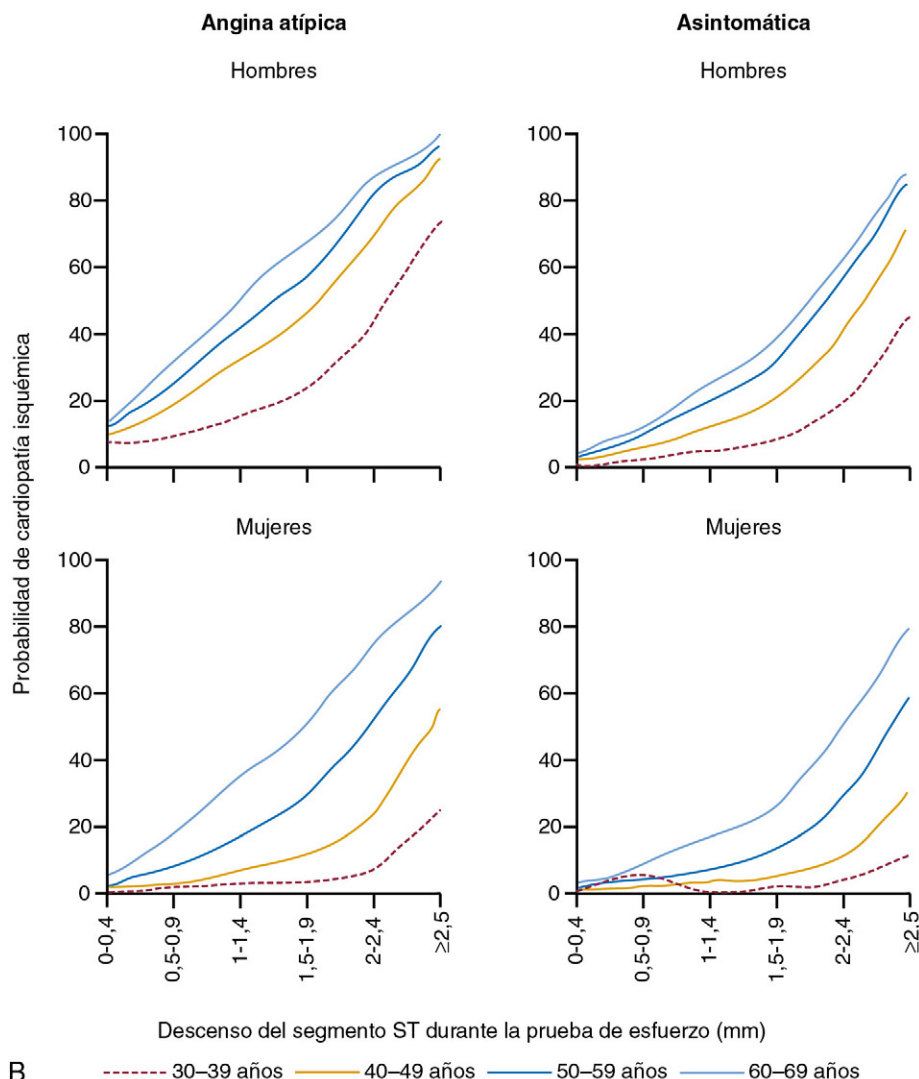 Angina atípica
Asintomática
Hombres
Hombres
100
80
60
40
20
0
100
80
60
40
20
0
Probabilidad de cardiopatía isquémica
Mujeres
Mujeres
100
80
60
40
20
0
100
80
60
40
20
0
0-0,4
0,5-0,9
1-1,4
1,5-1,9
2-2,4
≥2,5
0-0,4
0,5-0,9
1-1,4
1,5-1,9
2-2,4
≥2,5
Descenso del segmento ST durante la prueba de esfuerzo (mm)
B
30–39 años
40–49 años
50–59 años
60–69 años